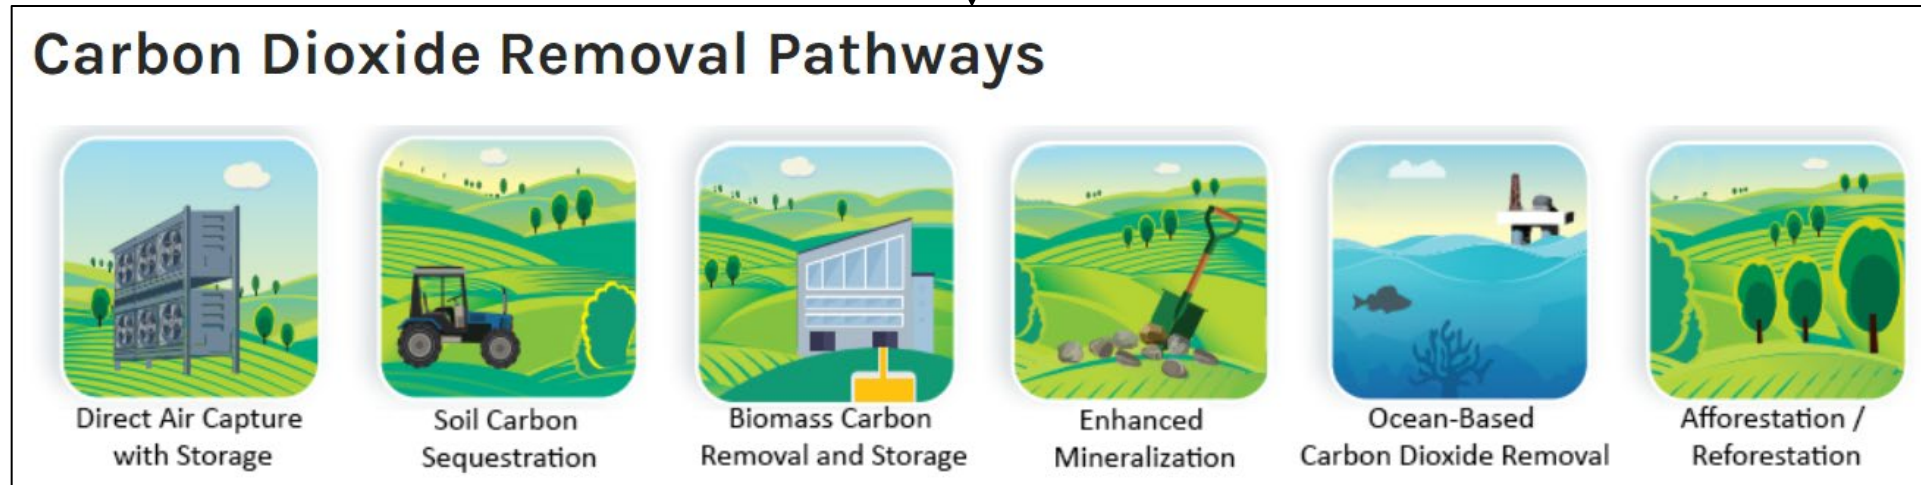 Carbon Dioxide Removal Pathways
Direct Air Capture
with Storage
Soil Carbon
Sequestration
Biomass Carbon
Removal and Storage
Enhanced
Mineralization
Ocean-Based
Carbon Dioxide Removal
Afforestation /
Reforestation